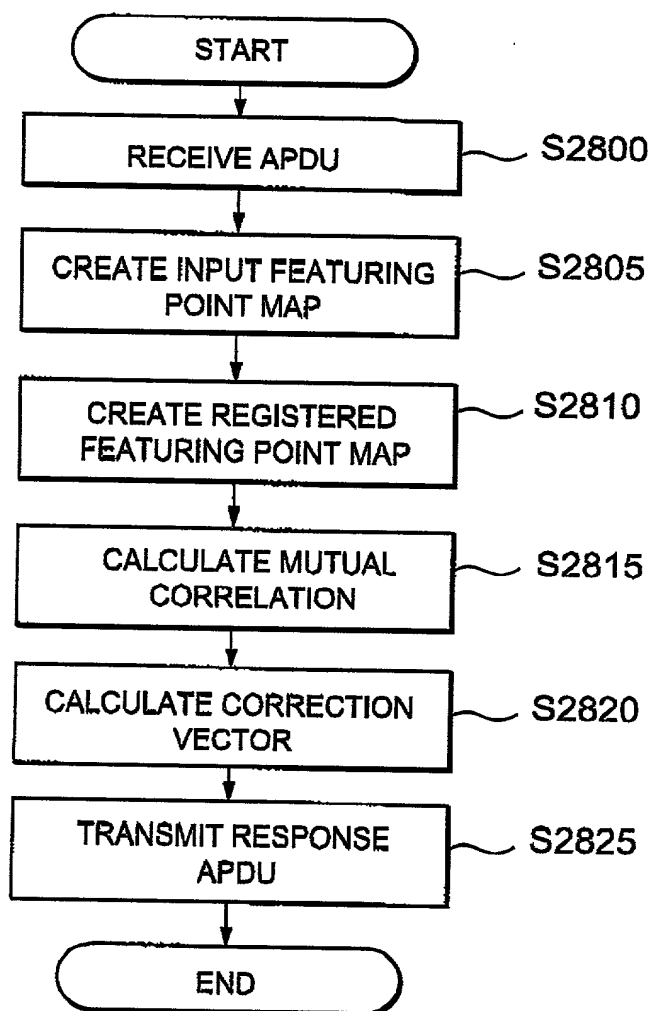 START
RECEIVE APDU
S2800
CREATE INPUT FEATURING
POINT MAP
S2805
CREATE REGISTERED
FEATURING POINT MAP
S2810
CALCULATE MUTUAL
CORRELATION
S2815
CALCULATE CORRECTION
VECTOR
S2820
TRANSMIT RESPONSE
APDU
S2825
END